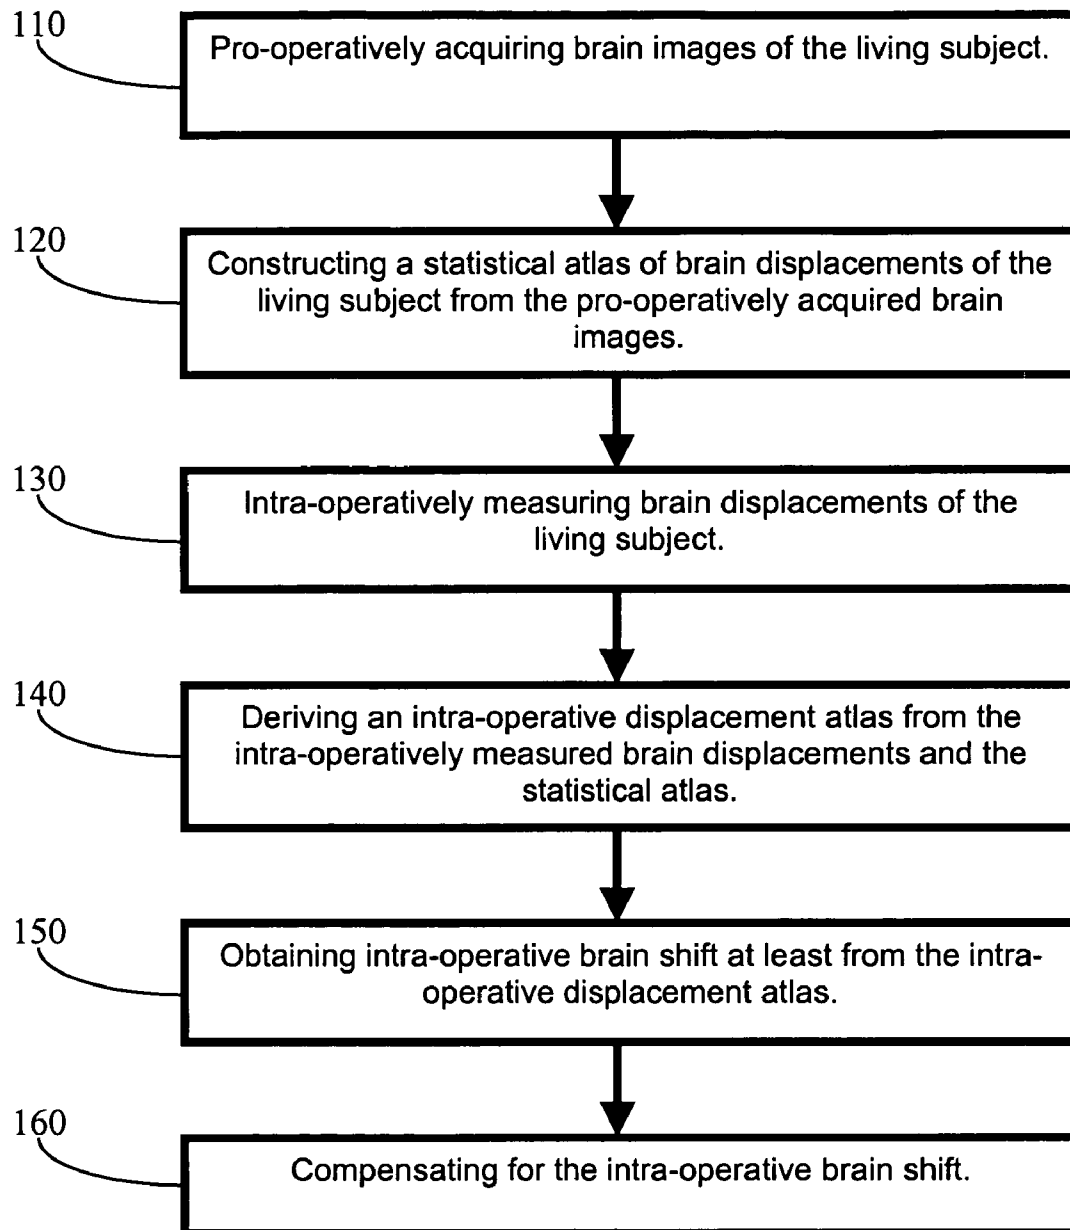 110
Pro-operatively acquiring brain images of the living subject.
120
Constructing a statistical atlas of brain displacements of the
living subject from the pro-operatively acquired brain
images.
130
Intra-operatively measuring brain displacements of the
living subject.
140
Deriving an intra-operative displacement atlas from the
intra-operatively measured brain displacements and the
statistical atlas.
150
Obtaining intra-operative brain shift at least from the intra-
operative displacement atlas.
160
Compensating for the intra-operative brain shift.